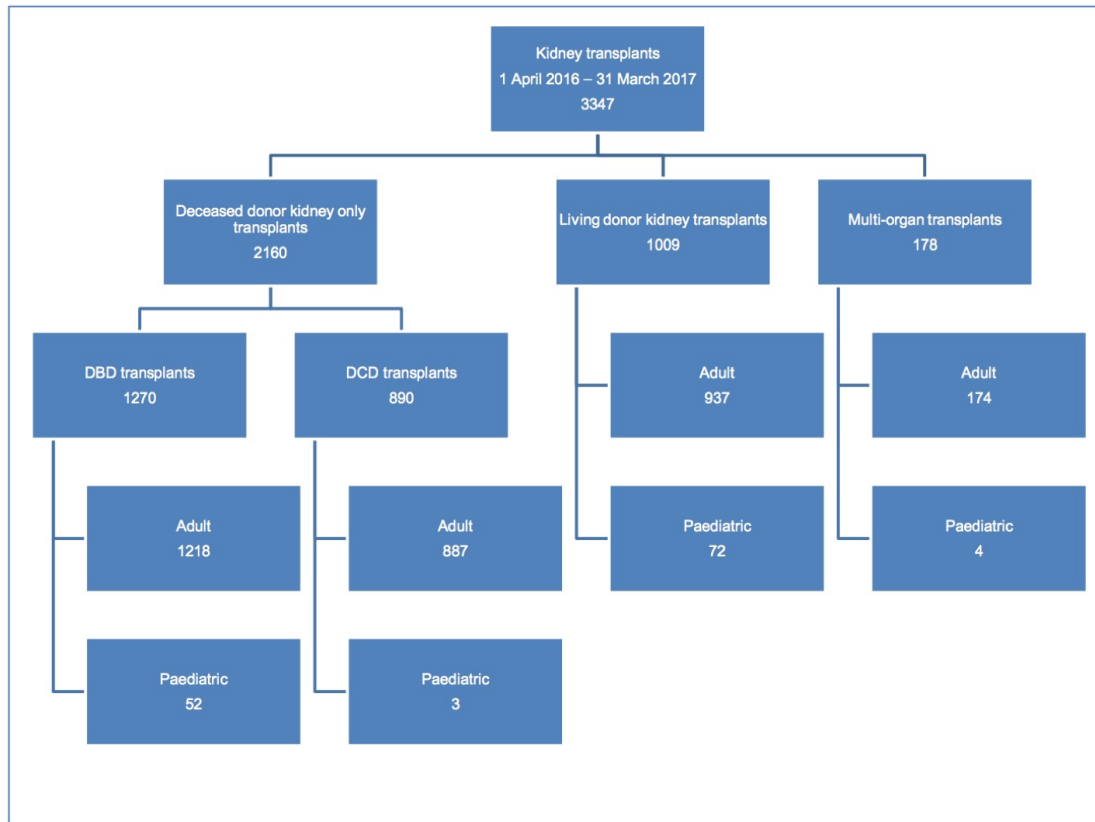 Kidney transplants
1 April 2016 – 31 March 2017
3347
Deceased donor kidney only
transplants
2160
Living donor kidney transplants
1009
Multi-organ transplants
178
DBD transplants
1270
DCD transplants
890
Adult
937
Adult
174
Adult
1218
Adult
887
Paediatric
72
Paediatric
4
Paediatric
52
Paediatric
3